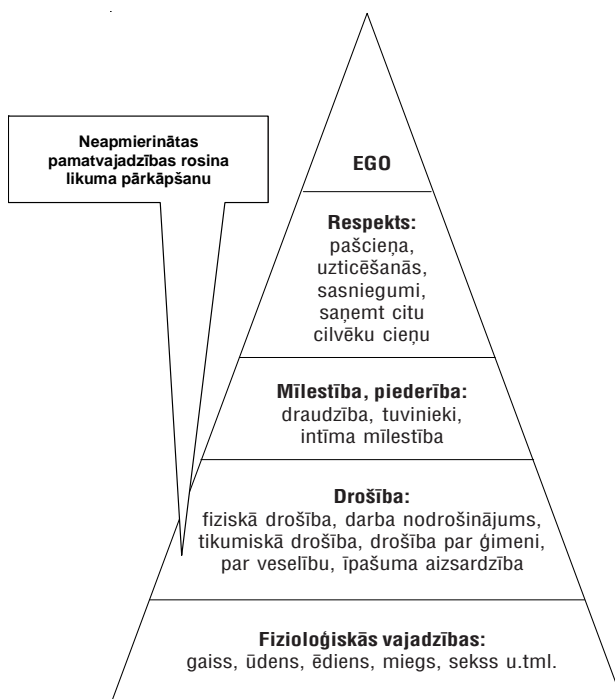 Neapmierinātas
pamatvajadzības rosina
likuma pārkāpšanu
EGO
Respekts:
pašcieņa,
uzticēšanās,
sasniegumi,
saņemt citu
cilvēku cieņu
Mīlestība, piederība:
draudzība, tuvinieki,
intīma mīlestība
Drošība:
fiziskā drošība, darba nodrošinājums,
tikumiskā drošība, drošība par ģimeni,
par veselību, īpašuma aizsardzība
Fizioloģiskās vajadzības:
gaiss, ūdens, ēdiens, miegs, sekss u.tml.